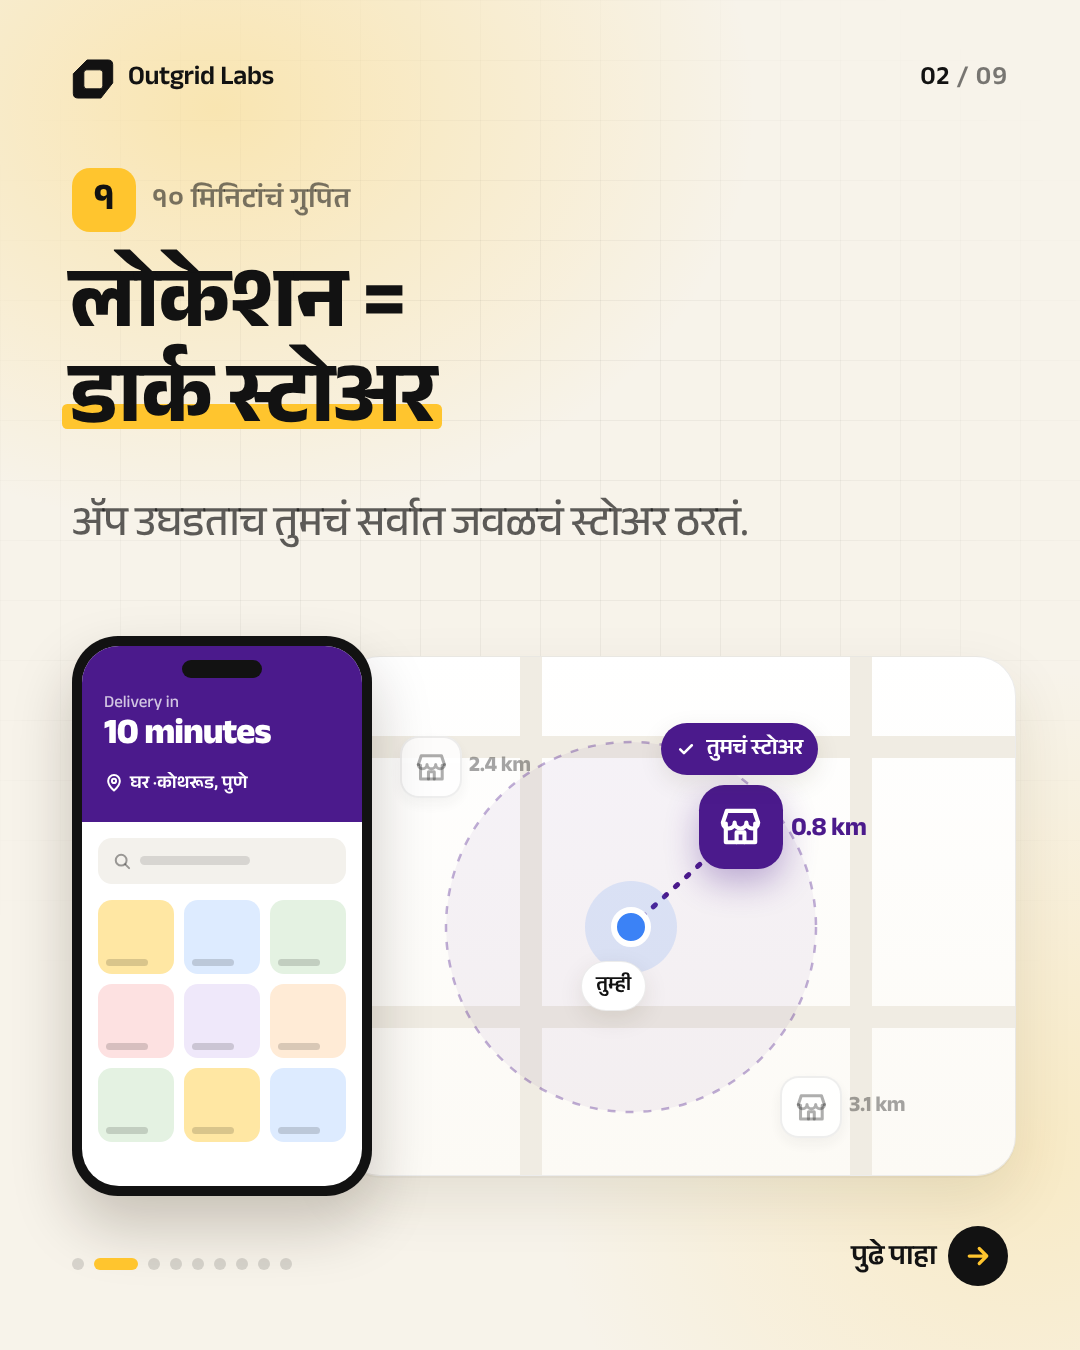 Outgrid Labs
02 / 09
१
१० मिनिटांचं गुपित
लोकेशन =
डार्क स्टोअर
ॲप उघडताच तुमचं सर्वात जवळचं स्टोअर ठरतं.
Delivery in
10 minutes
घर · कोथरूड, पुणे
2.4 km
तुमचं स्टोअर
0.8 km
तुम्ही
3.1 km
पुढे पाहा